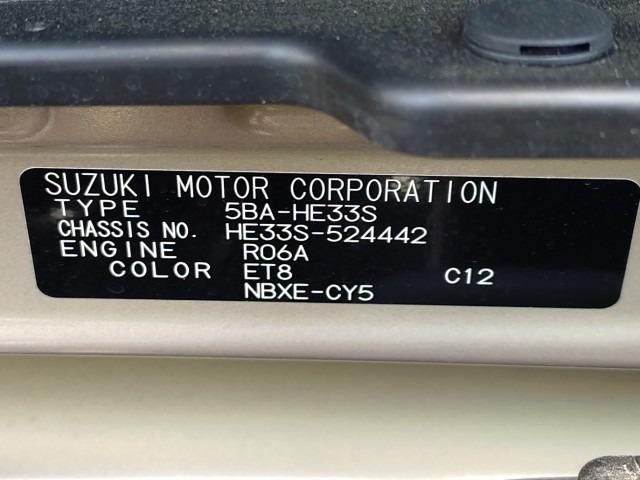 SUZUKI MOTOR CORPORATION
TYPE 5BA-HE33S
CHASSIS NO. HE33S-524442
ENGINE R06A
COLOR ET8 C12
NBXE-CY5